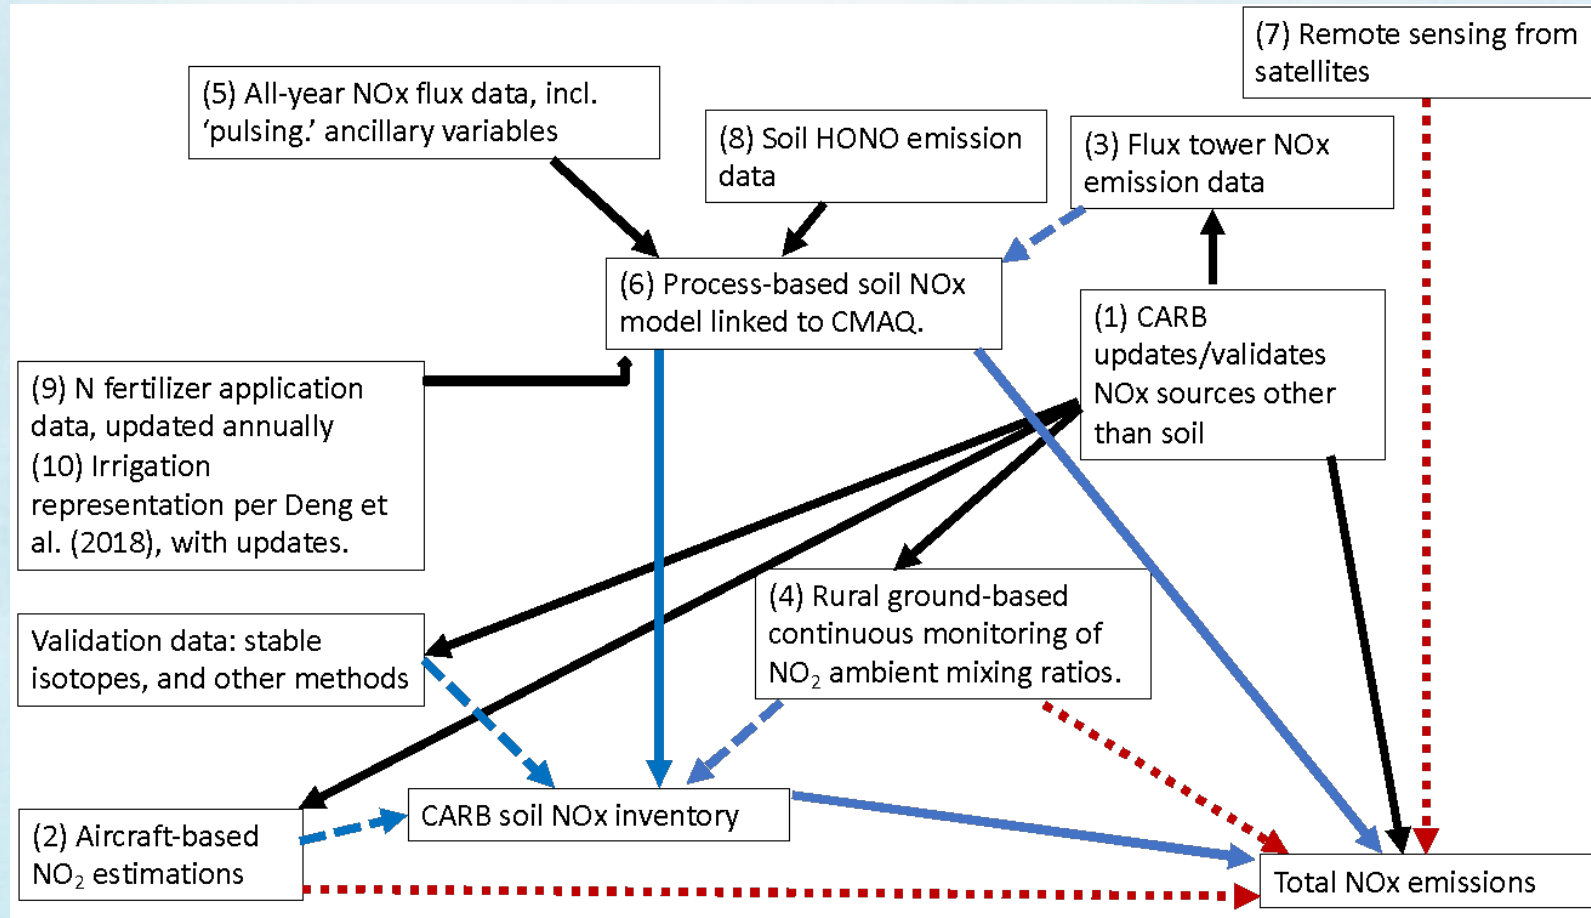 (7) Remote sensing from
satellites
(5) All-year NOx flux data, incl.
‘pulsing.’ ancillary variables
(8) Soil HONO emission
data
(3) Flux tower NOx
emission data
(6) Process-based soil NOx
model linked to CMAQ.
(1) CARB
updates/validates
NOx sources other
than soil
(9) N fertilizer application
data, updated annually
(10) Irrigation
representation per Deng et
al. (2018), with updates.
(4) Rural ground-based
continuous monitoring of
NO₂ ambient mixing ratios.
Validation data: stable
isotopes, and other methods
CARB soil NOx inventory
(2) Aircraft-based
NO₂ estimations
Total NOx emissions